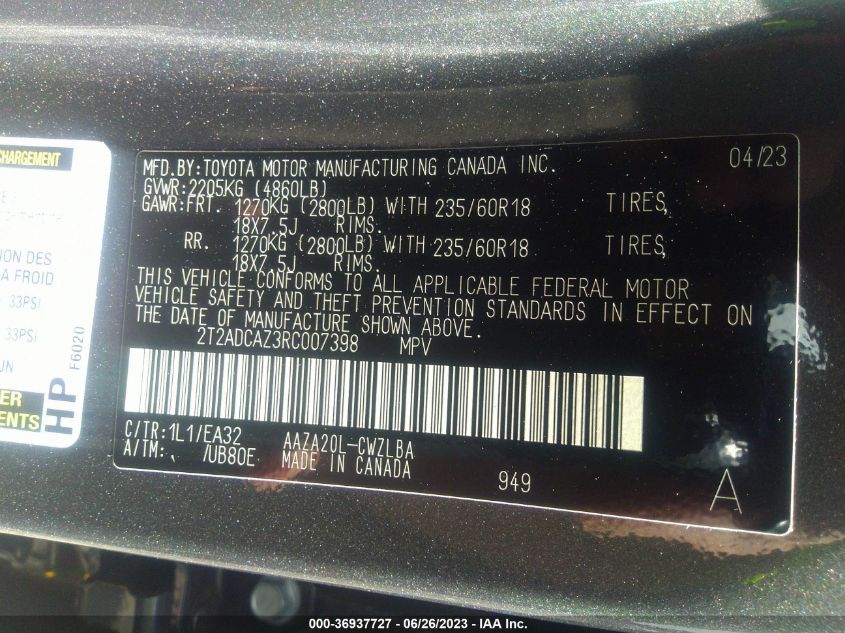 CHARGEMENT
ION DES
A FROID
33PSI
33PSI
UN
ER
ENTS
HP
F6020
MFD.BY:TOYOTA MOTOR MANUFACTURING CANADA INC. 04/23
GVWR:2205KG (4860LB)
GAWR:FRT. 1270KG (2800LB) WITH 235/60R18 TIRES,
18X7.5J RIMS.
RR. 1270KG (2800LB) WITH 235/60R18 TIRES,
18X7.5J RIMS.
THIS VEHICLE CONFORMS TO ALL APPLICABLE FEDERAL MOTOR
VEHICLE SAFETY AND THEFT PREVENTION STANDARDS IN EFFECT ON
THE DATE OF MANUFACTURE SHOWN ABOVE.
2T2ADCAZ3RC007398 MPV
C/TR:1L1/EA32 AAZA20L-CWZLBA
A/TM: /UB80E MADE IN CANADA
949
A
000-36937727 - 06/26/2023 - IAA Inc.